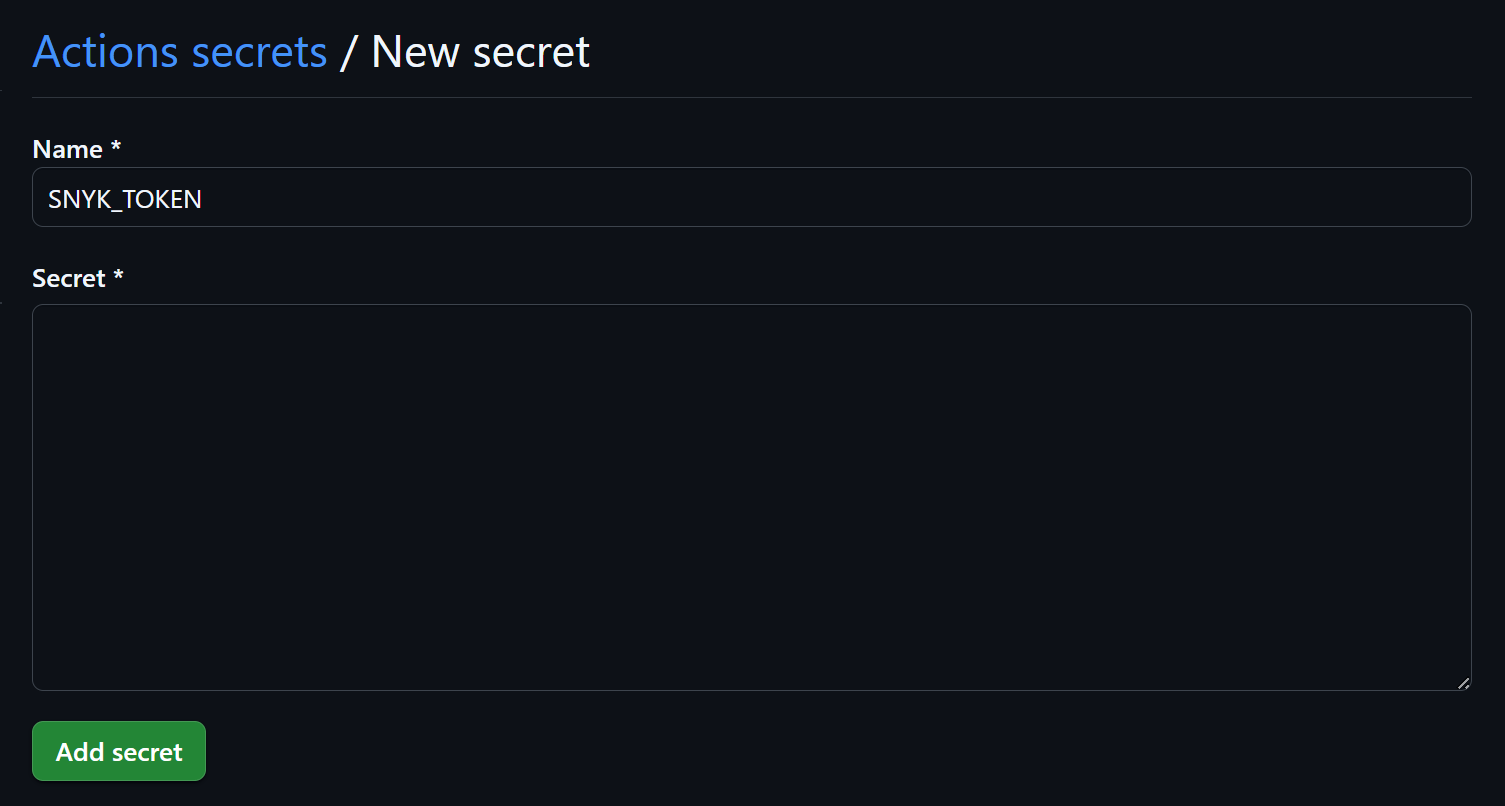 Actions secrets / New secret
Name *
SNYK_TOKEN
Secret *
Add secret